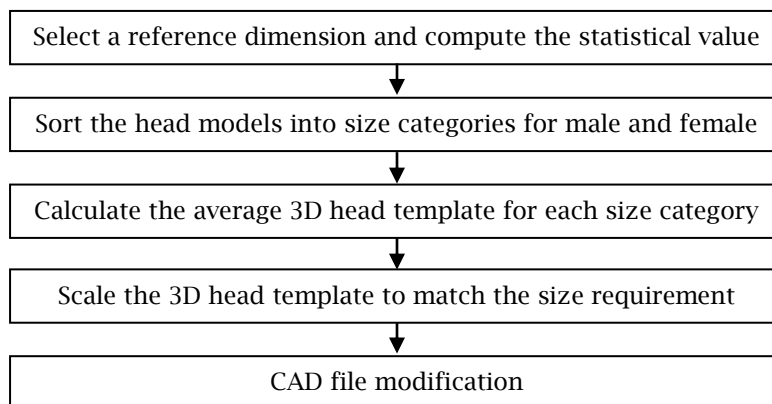 Select a reference dimension and compute the statistical value
Sort the head models into size categories for male and female
Calculate the average 3D head template for each size category
Scale the 3D head template to match the size requirement
CAD file modification